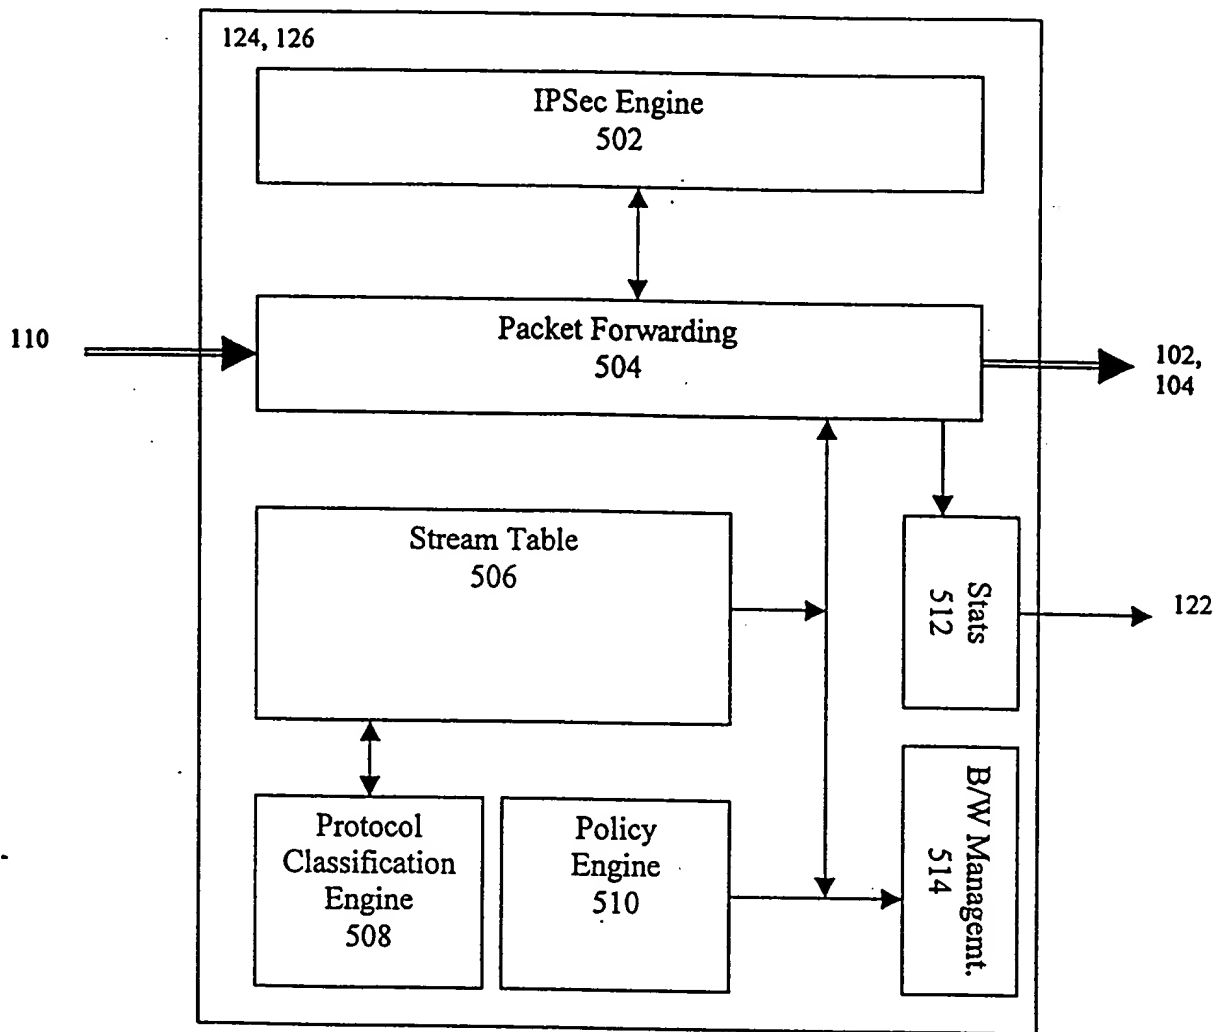 124, 126
IPSec Engine
502
110
Packet Forwarding
504
102,
104
Stream Table
506
Stats
512
122
Protocol
Classification
Engine
508
Policy
Engine
510
B/W Managemt.
514